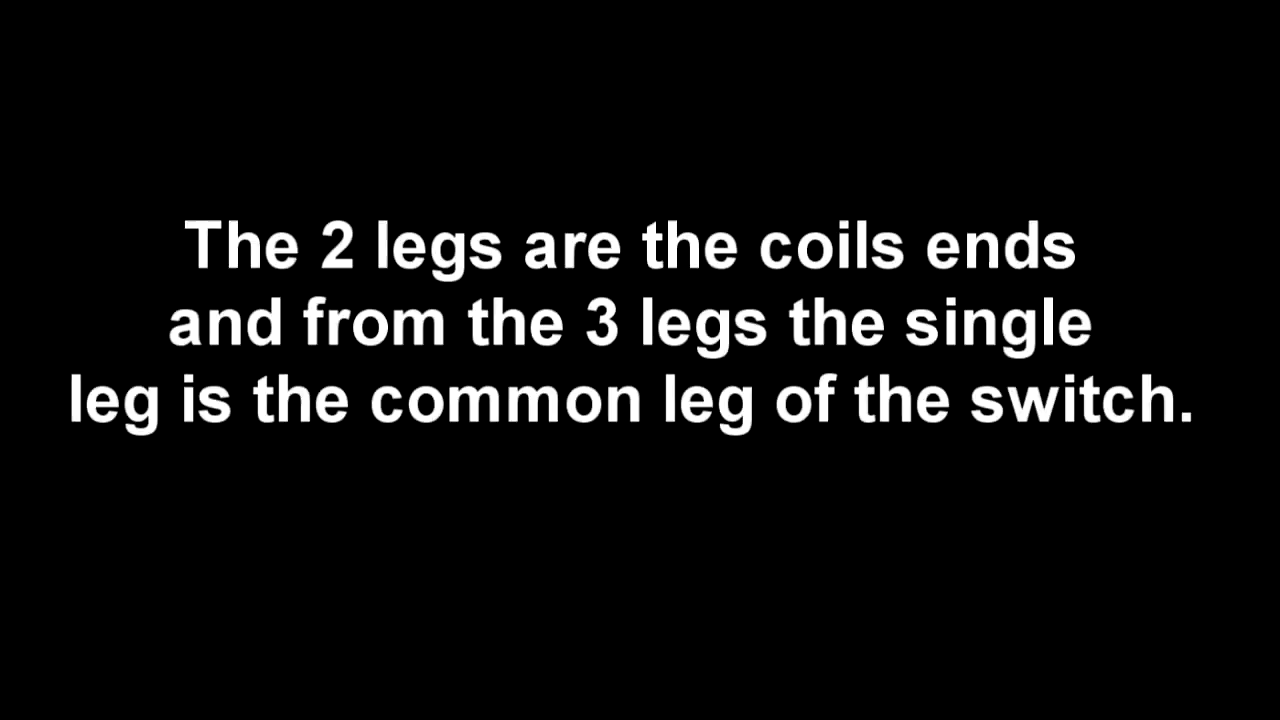 The 2 legs are the coils ends
and from the 3 legs the single
leg is the common leg of the switch.